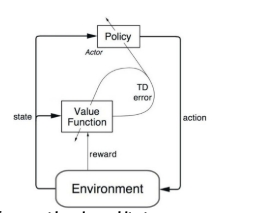 Policy
Actor
TD
error
state
Value
Function
action
reward
Environment